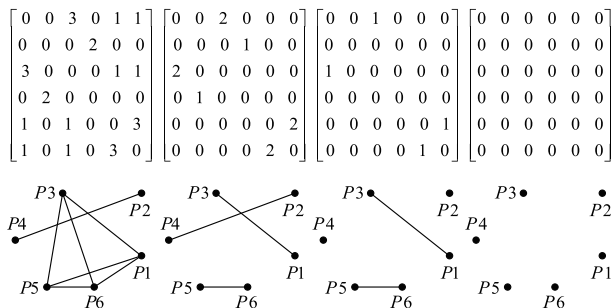 0 0 3 0 1 1 0 0 2 0 0 0 0 0 1 0 0 0 0 0 0 0 0 0
0 0 0 2 0 0 0 0 0 1 0 0 0 0 0 0 0 0 0 0 0 0 0 0
3 0 0 0 1 1 2 0 0 0 0 0 1 0 0 0 0 0 0 0 0 0 0 0
0 2 0 0 0 0 0 1 0 0 0 0 0 0 0 0 0 0 0 0 0 0 0 0
1 0 1 0 0 3 0 0 0 0 0 2 0 0 0 0 0 1 0 0 0 0 0 0
1 0 1 0 3 0 0 0 0 0 2 0 0 0 0 0 1 0 0 0 0 0 0 0
P3 P3 P3 P3
P2 P2 P2 P2
P4 P4 P4 P4
P1 P1 P1 P1
P5 P5 P5 P5
P6 P6 P6 P6